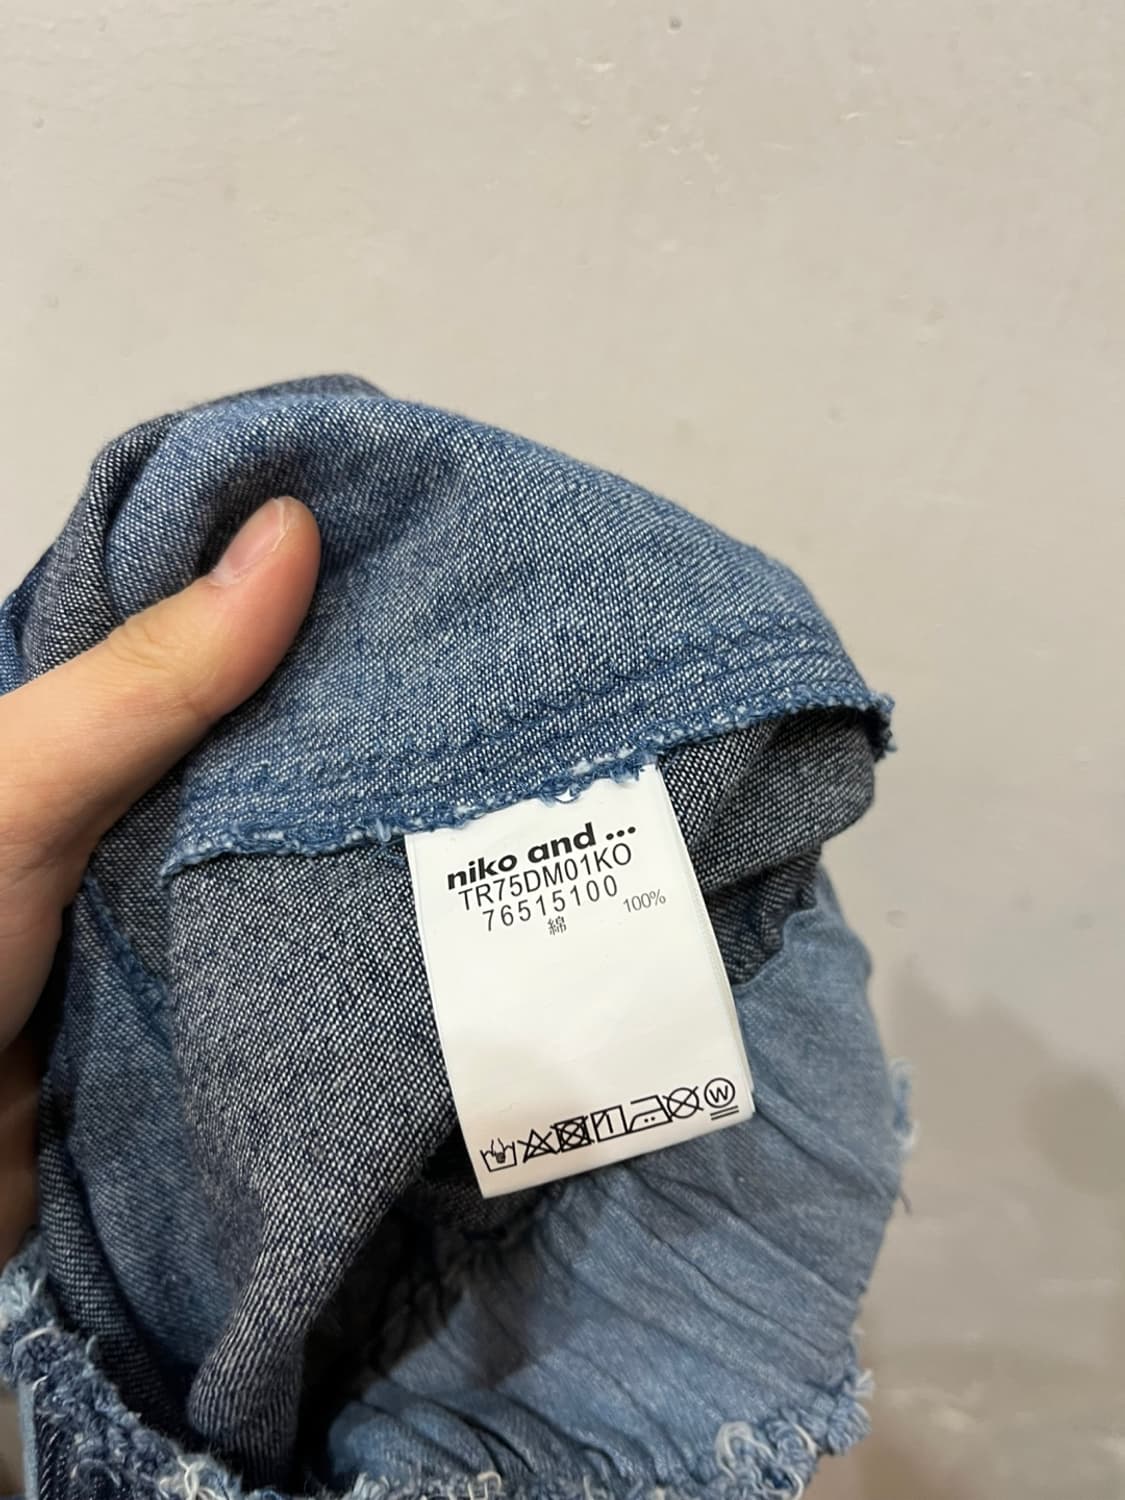 niko and ...
TR75DM01KO
76515100
綿 100%
W